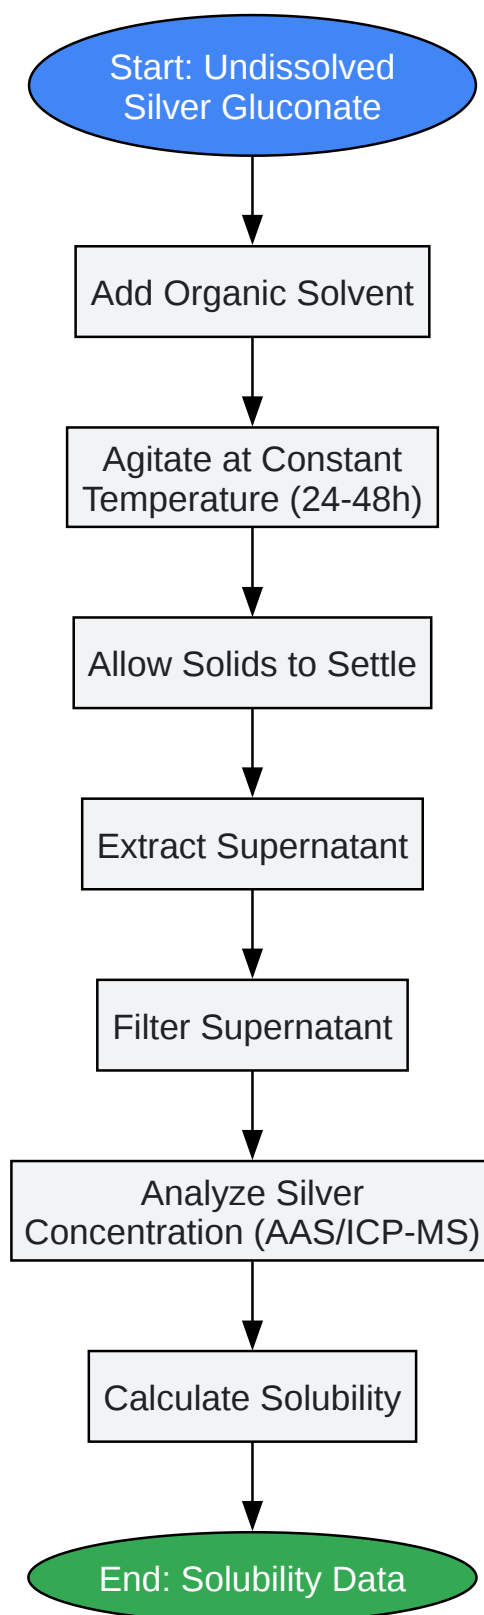 Start: Undissolved
Silver Gluconate
Add Organic Solvent
Agitate at Constant
Temperature (24-48h)
Allow Solids to Settle
Extract Supernatant
Filter Supernatant
Analyze Silver
Concentration (AAS/ICP-MS)
Calculate Solubility
End: Solubility Data